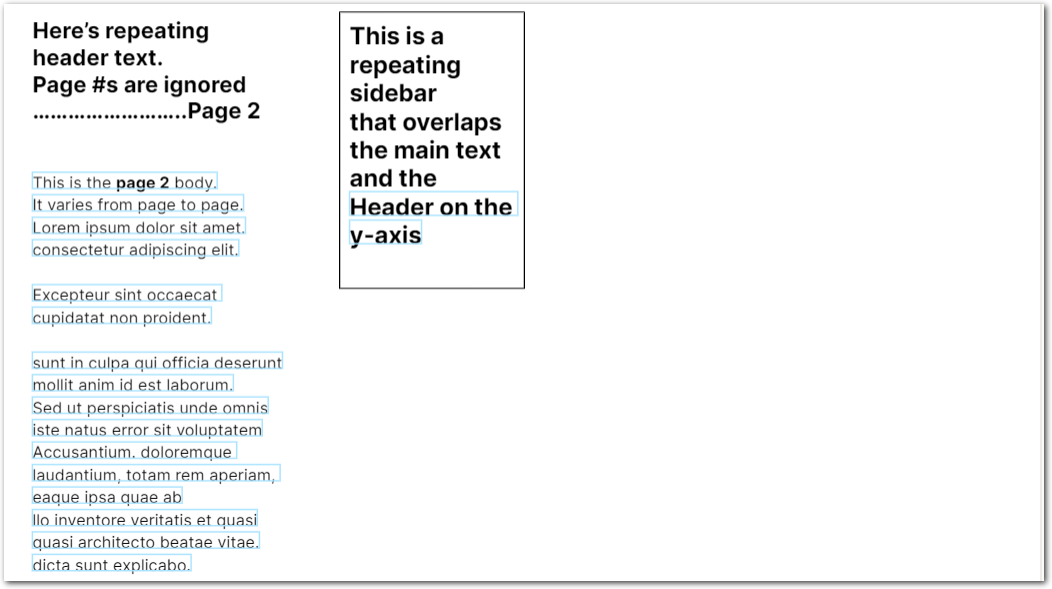 Here’s repeating
header text.
Page #s are ignored
……………………..Page 2
This is the page 2 body.
It varies from page to page.
Lorem ipsum dolor sit amet.
consectetur adipiscing elit.
Excepteur sint occaecat
cupidatat non proident.
sunt in culpa qui officia deserunt
mollit anim id est laborum.
Sed ut perspiciatis unde omnis
iste natus error sit voluptatem
Accusantium. doloremque
laudantium, totam rem aperiam,
eaque ipsa quae ab
llo inventore veritatis et quasi
quasi architecto beatae vitae.
dicta sunt explicabo.
This is a
repeating
sidebar
that overlaps
the main text
and the
Header on the
y-axis